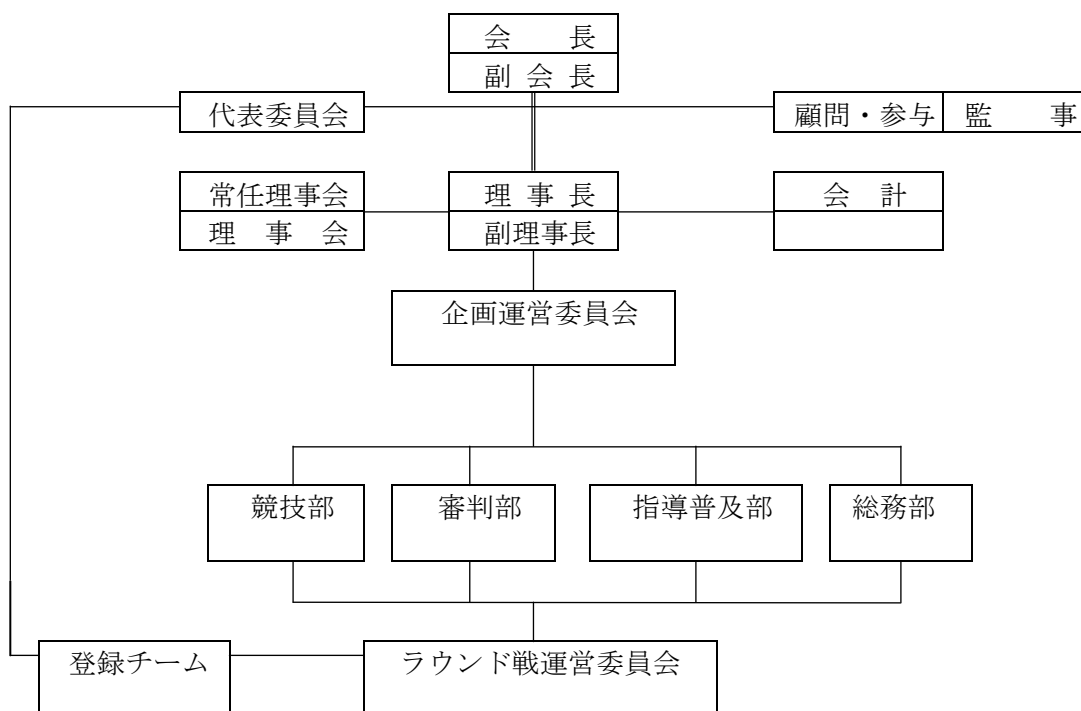 会　　長
副 会 長
代表委員会
顧問・参与
監　　事
常任理事会
理　事　会
理 事 長
副理事長
会 計
企画運営委員会
競技部
審判部
指導普及部
総務部
登録チーム
ラウンド戦運営委員会